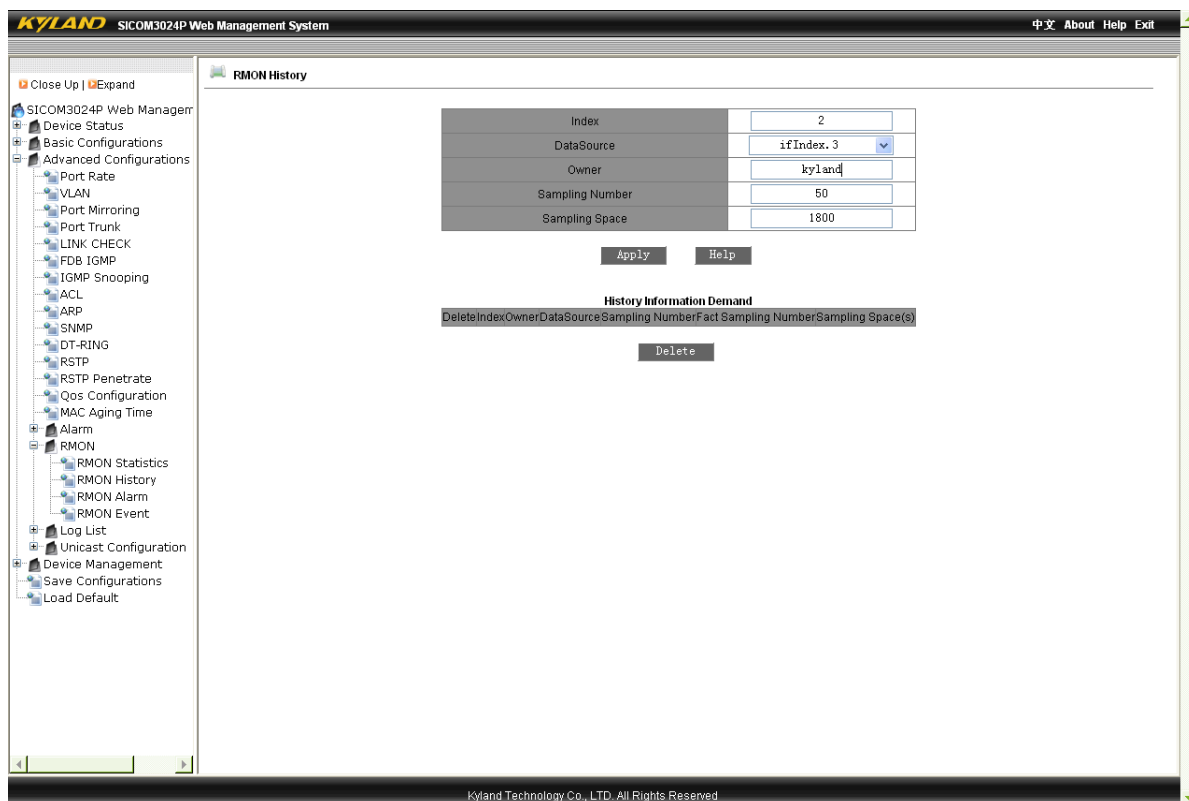 KYLAND SICOM3024P Web Management System 中文 About Help Exit
Close Up | Expand
SICOM3024P Web Managem
Device Status
Basic Configurations
Advanced Configurations
Port Rate
VLAN
Port Mirroring
Port Trunk
LINK CHECK
FDB IGMP
IGMP Snooping
ACL
ARP
SNMP
DT-RING
RSTP
RSTP Penetrate
Qos Configuration
MAC Aging Time
Alarm
RMON
RMON Statistics
RMON History
RMON Alarm
RMON Event
Log List
Unicast Configuration
Device Management
Save Configurations
Load Default
RMON History
Index 2
DataSource ifIndex.3
Owner kyland
Sampling Number 50
Sampling Space 1800
Apply Help
History Information Demand
DeleteIndexOwnerDataSourceSampling NumberFact Sampling NumberSampling Space(s)
Delete
Kyland Technology Co., LTD. All Rights Reserved